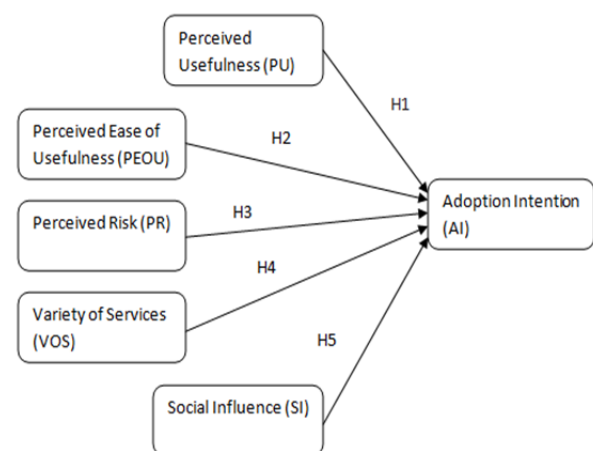 Perceived
Usefulness (PU)
H1
Perceived Ease of
Usefulness (PEOU)
H2
Adoption Intention
(AI)
Perceived Risk (PR)
H3
H4
Variety of Services
(VOS)
H5
Social Influence (SI)